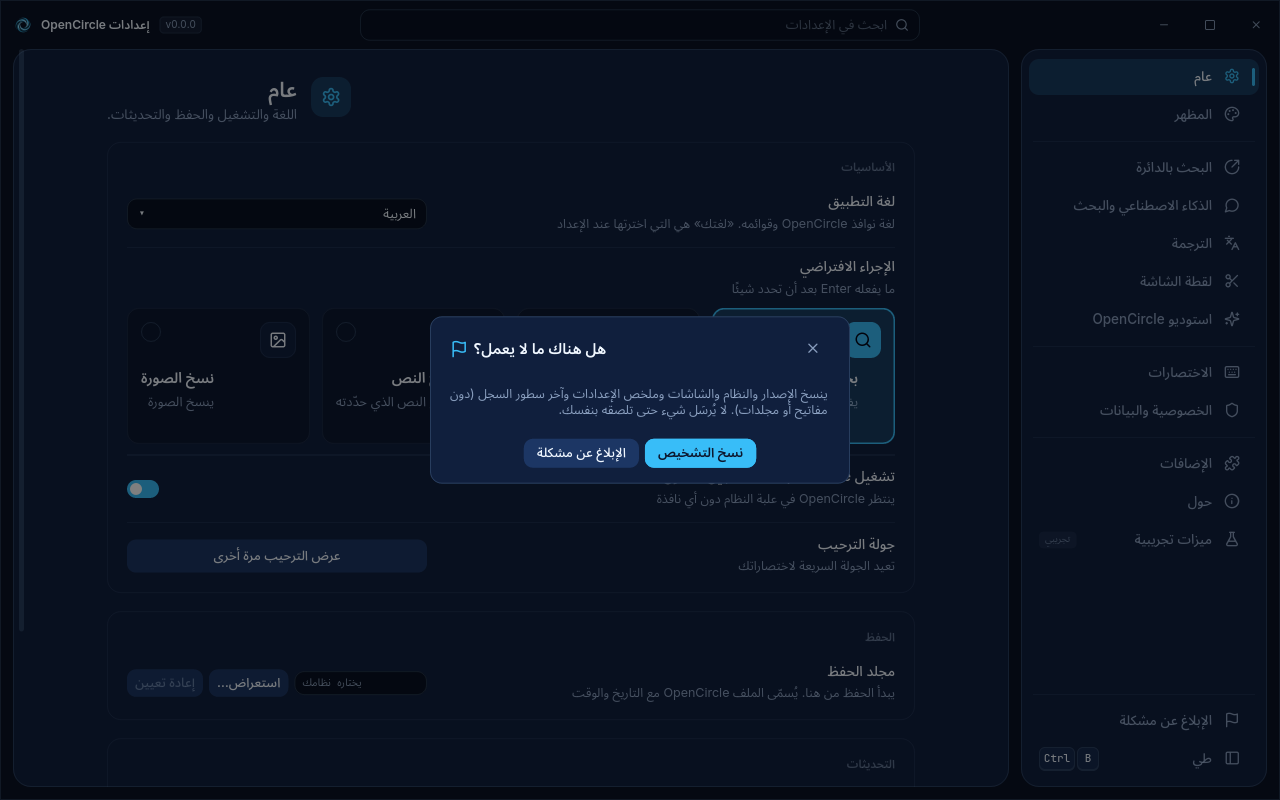 إعدادات OpenCircle
v0.0.0
ابحث في الإعدادات
عام
المظهر
البحث بالدائرة
الذكاء الاصطناعي والبحث
الترجمة
لقطة الشاشة
استوديو OpenCircle
الاختصارات
الخصوصية والبيانات
الإضافات
حول
ميزات تجريبية
تجريبي
الإبلاغ عن مشكلة
طي
Ctrl B
عام
اللغة والتشغيل والحفظ والتحديثات.
الأساسيات
لغة التطبيق
لغة نوافذ OpenCircle وقوائمه. «لغتك» هي التي اخترتها عند الإعداد
العربية
الإجراء الافتراضي
ما يفعله Enter بعد أن تحدد شيئًا
النص
النص الذي حدّدته
نسخ الصورة
ينسخ الصورة
هل هناك ما لا يعمل؟
ينسخ الإصدار والنظام والشاشات وملخص الإعدادات وآخر سطور السجل (دون
مفاتيح أو مجلدات). لا يُرسَل شيء حتى تلصقه بنفسك.
نسخ التشخيص
الإبلاغ عن مشكلة
تشغيل
ينتظر OpenCircle في علبة النظام دون أي نافذة
جولة الترحيب
تعيد الجولة السريعة لاختصاراتك
عرض الترحيب مرة أخرى
الحفظ
مجلد الحفظ
يبدأ الحفظ من هنا. يُسمّى الملف OpenCircle مع التاريخ والوقت
يختاره نظامك
استعراض...
إعادة تعيين
التحديثات